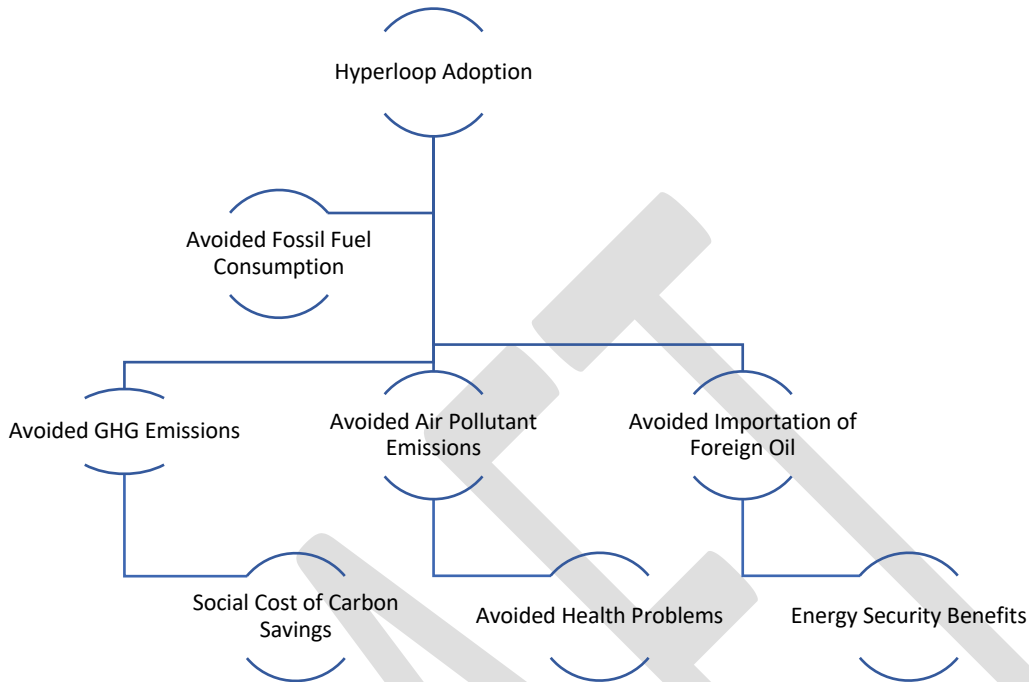 Hyperloop Adoption
Avoided Fossil Fuel
Consumption
Avoided GHG Emissions
Avoided Air Pollutant
Emissions
Avoided Importation of
Foreign Oil
Social Cost of Carbon
Savings
Avoided Health Problems
Energy Security Benefits